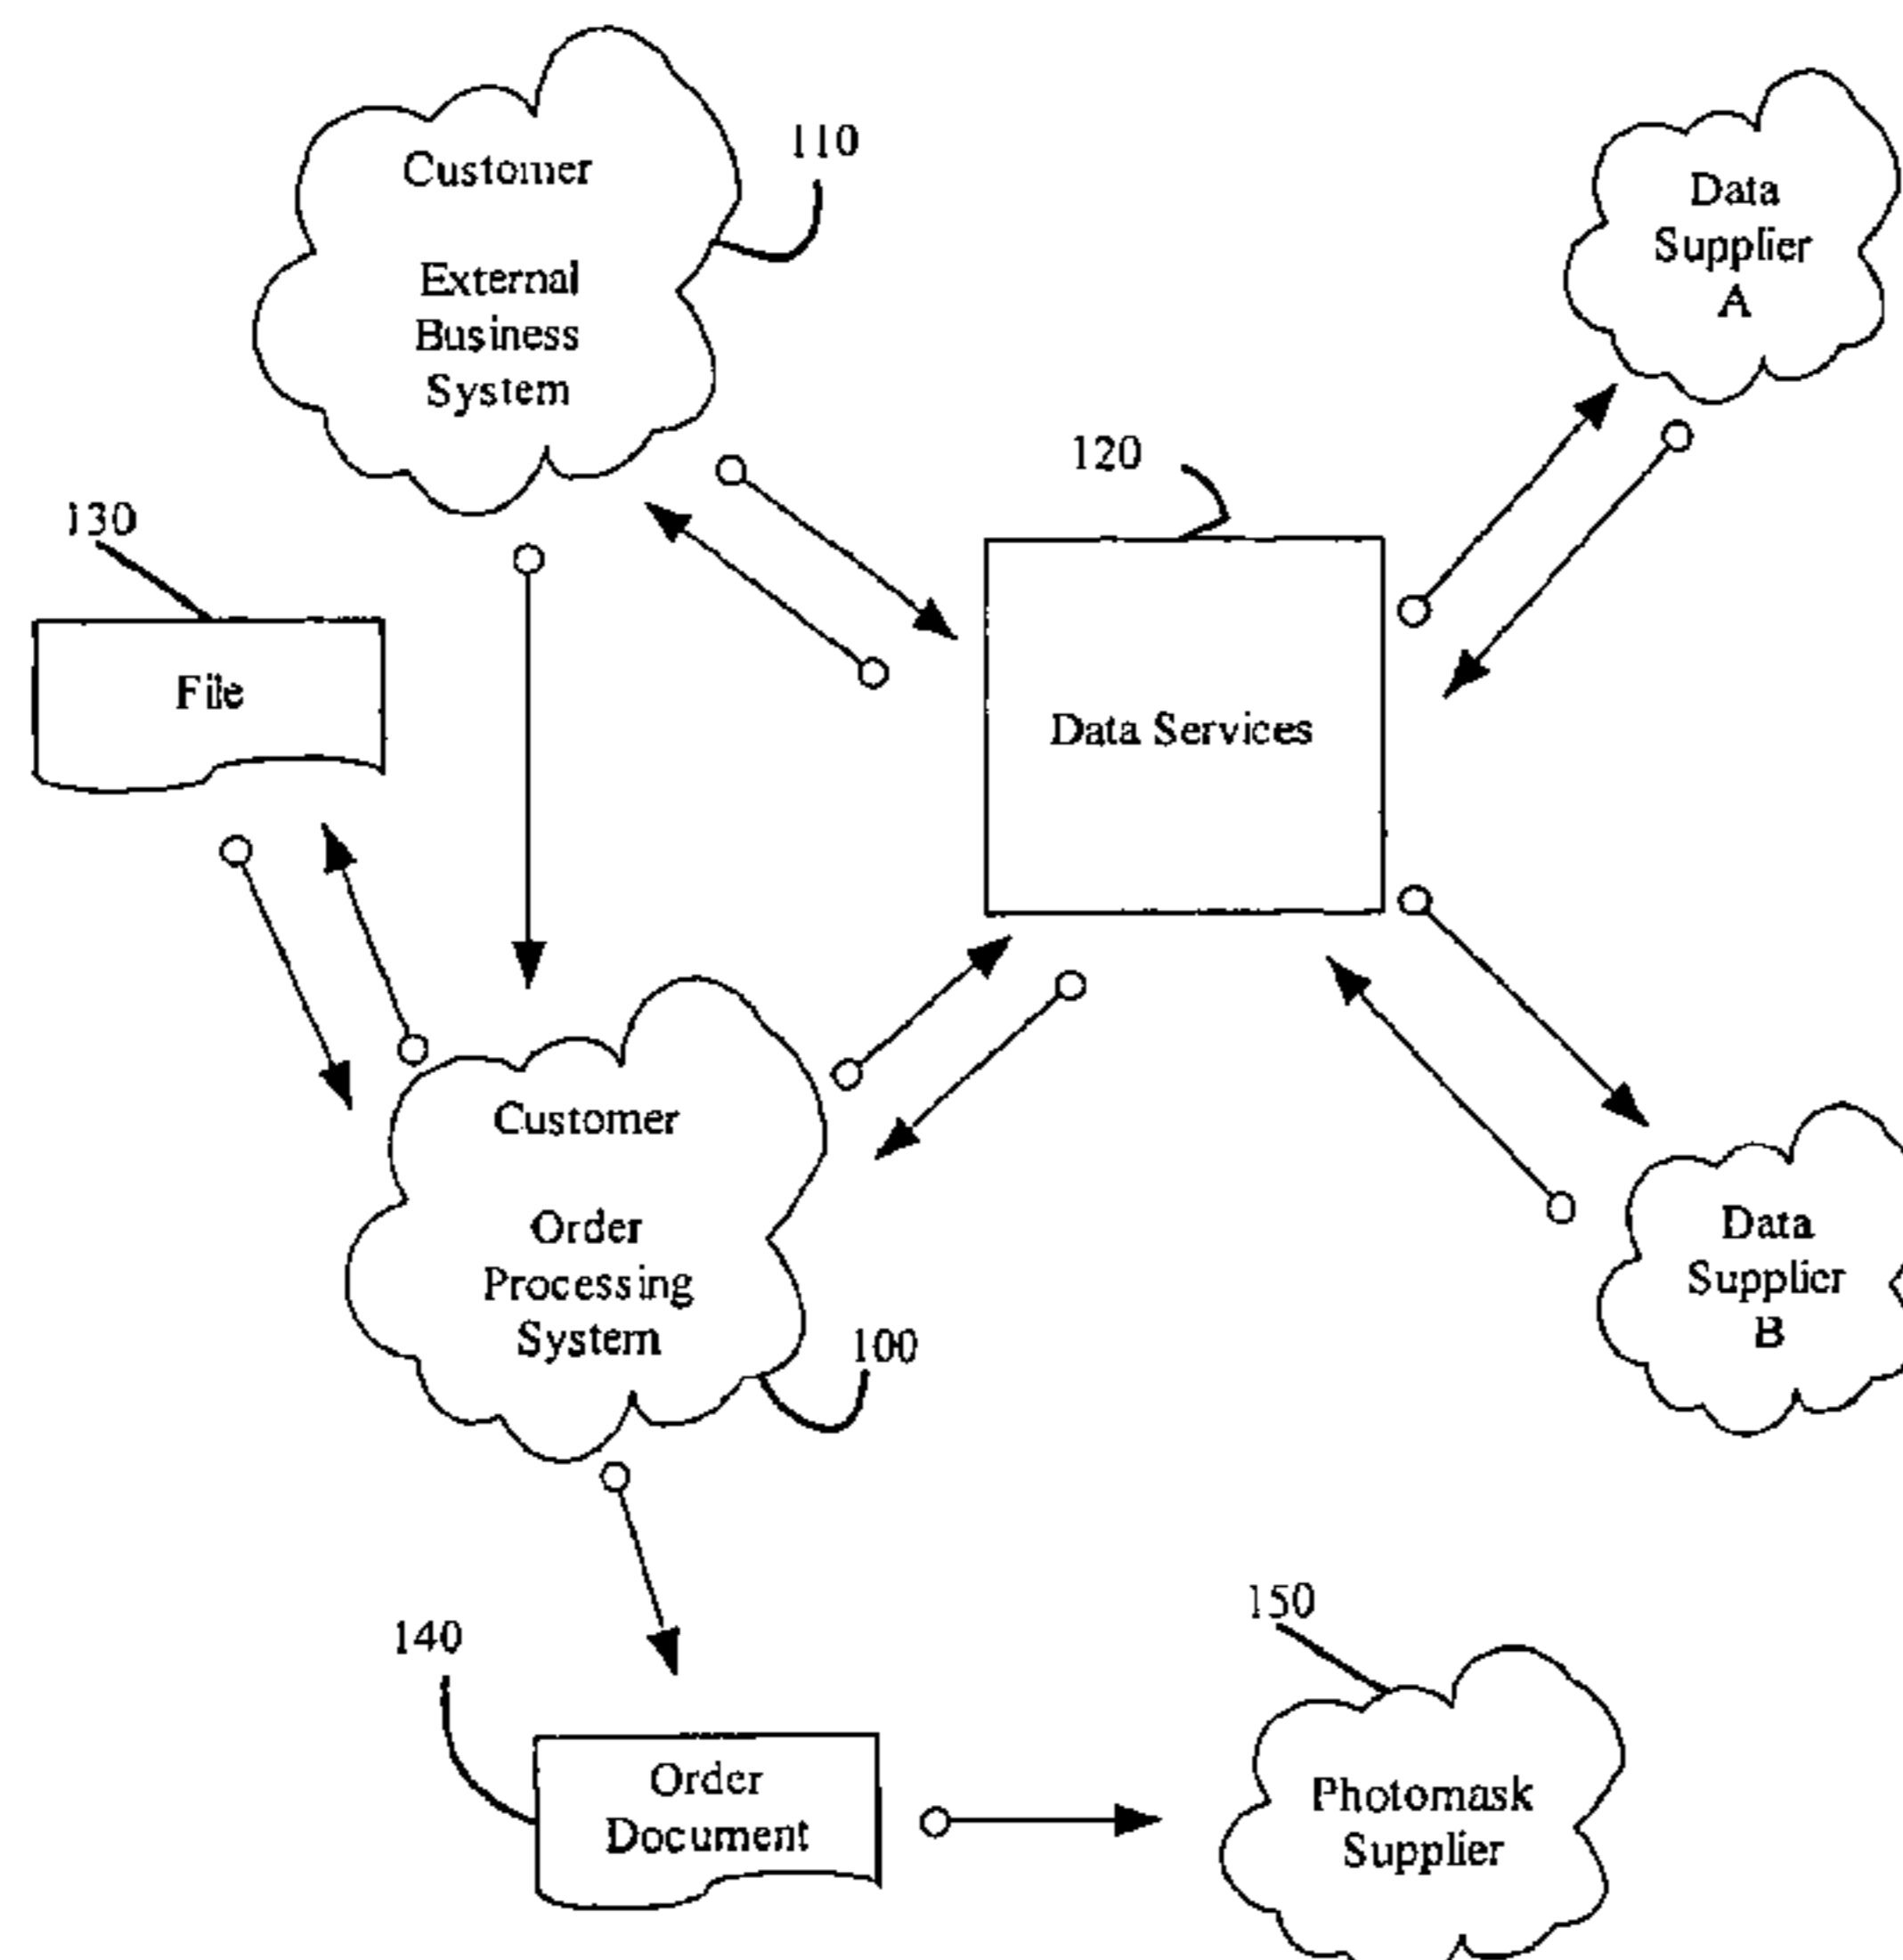 Customer
External
Business
System
110
Data
Supplier
A
120
130
File
Data Services
Customer
Order
Processing
System
100
Data
Supplier
B
140
150
Order
Document
Photomask
Supplier